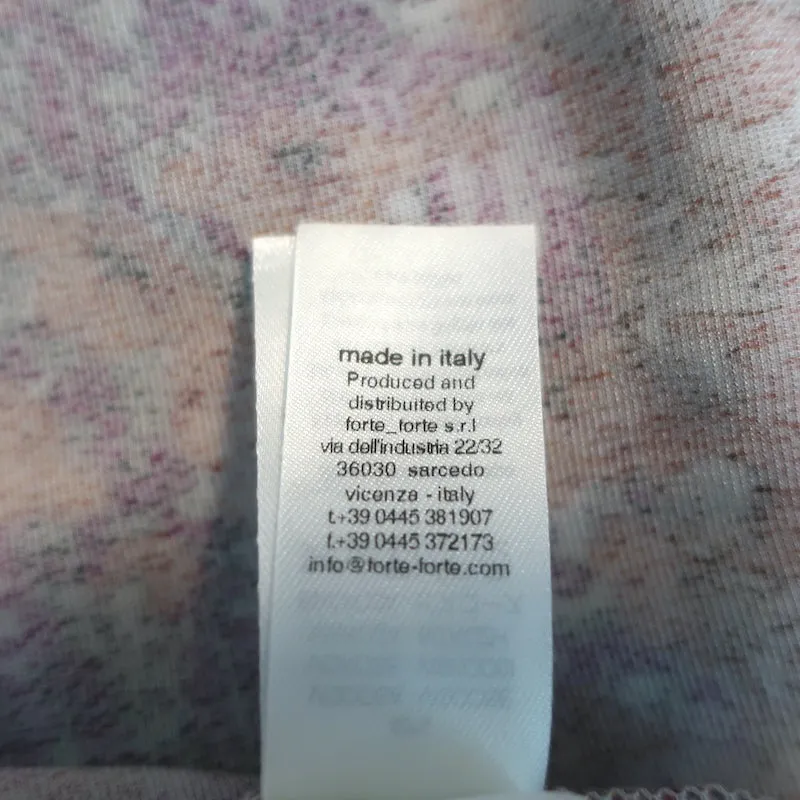 made in italy
Produced and
distributed by
forte_forte s.r.l
via dell'industria 22/32
36030 sarcedo
vicenza - italy
t.+39 0445 381907
f.+39 0445 372173
info@forte-forte.com